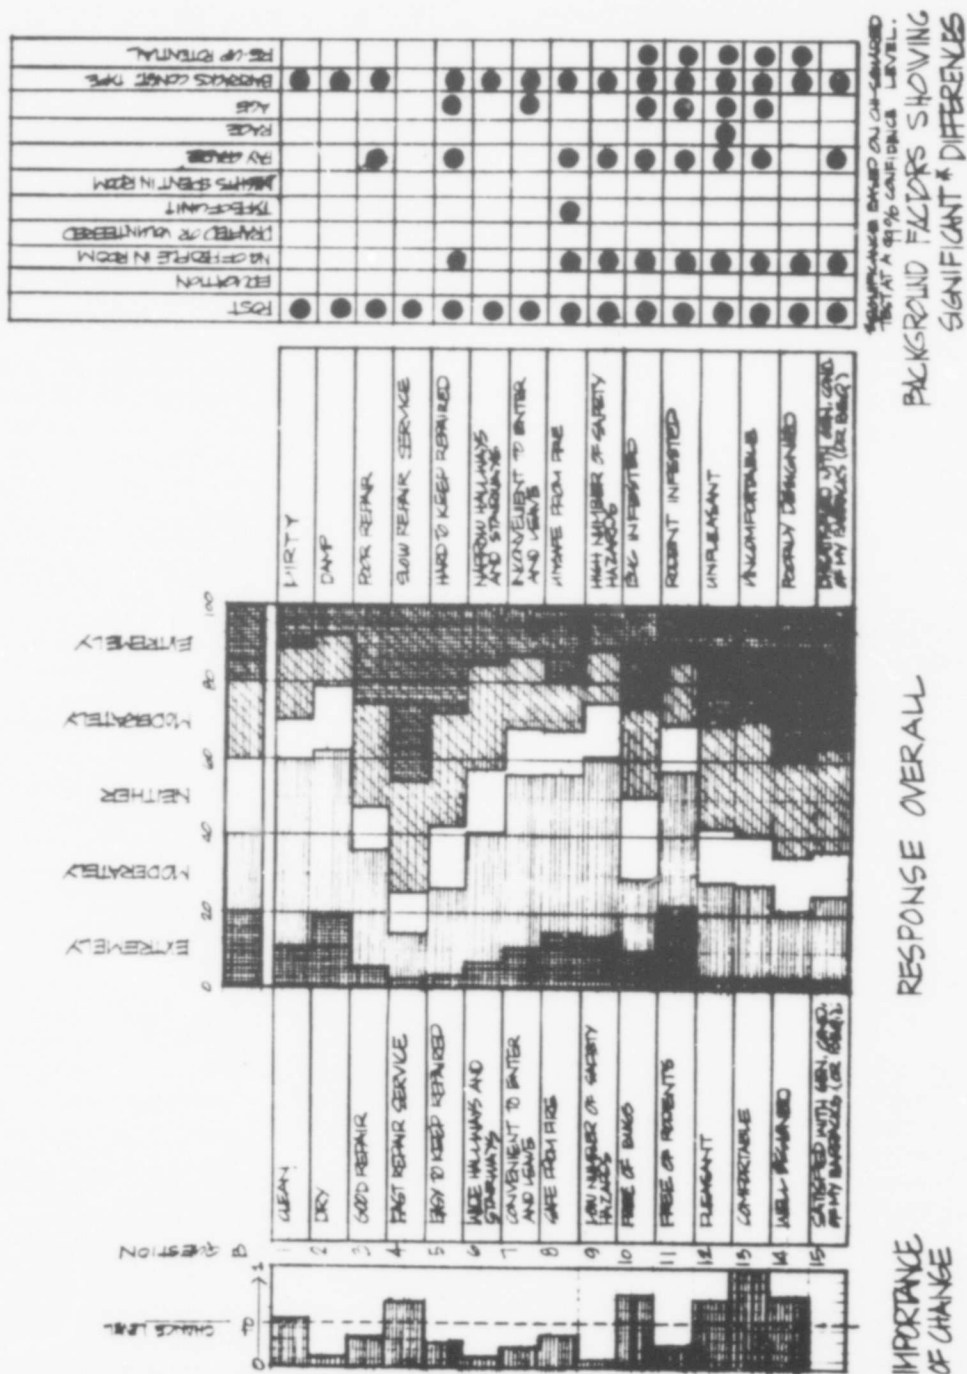 RE-UP POTENTIAL
BARRACKS CONST. TYPE
AGE
RACE
PAY GRADE
NIGHTS SPENT IN ROOM
TYPE OF UNIT
DRAFTED OR VOLUNTEERED
NO. OF PEOPLE IN ROOM
EDUCATION
POST
SIGNIFICANCE BASED ON CHI SQUARED
TEST AT A 99% CONFIDENCE LEVEL.
BACKGROUND FACTORS SHOWING
SIGNIFICANT * DIFFERENCES
DIRTY
DAMP
POOR REPAIR
SLOW REPAIR SERVICE
HARD TO KEEP REPAIRED
NARROW HALLWAYS
AND STAIRWAYS
INCONVENIENT TO ENTER
AND LEAVE
UNSAFE FROM FIRE
HIGH NUMBER OF SAFETY
HAZARDS
BUG INFESTED
RODENT INFESTED
UNPLEASANT
UNCOMFORTABLE
POORLY DESIGNED
DISSATISFIED WITH GEN. COND.
OF MY BARRACKS (OR BEQ)
EXTREMELY
MODERATELY
NEITHER
MODERATELY
EXTREMELY
100
80
60
40
20
0
RESPONSE OVERALL
CLEAN
DRY
GOOD REPAIR
FAST REPAIR SERVICE
EASY TO KEEP REPAIRED
WIDE HALLWAYS AND
STAIRWAYS
CONVENIENT TO ENTER
AND LEAVE
SAFE FROM FIRE
LOW NUMBER OF SAFETY
HAZARDS
FREE OF BUGS
FREE OF RODENTS
PLEASANT
COMFORTABLE
WELL DESIGNED
SATISFIED WITH GEN. COND.
OF MY BARRACKS (OR BEQ)
QUESTION
B
1
2
3
4
5
6
7
8
9
10
11
12
13
14
15
CHANGE LEVEL
0
1
IMPORTANCE
OF CHANGE